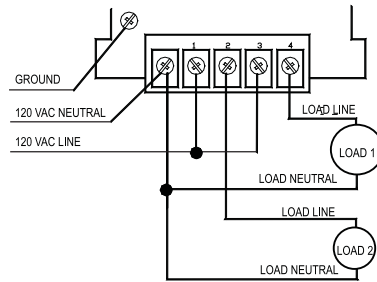 1 2 3 4
GROUND
120 VAC NEUTRAL
LOAD LINE
120 VAC LINE
LOAD 1
LOAD NEUTRAL
LOAD LINE
LOAD 2
LOAD NEUTRAL